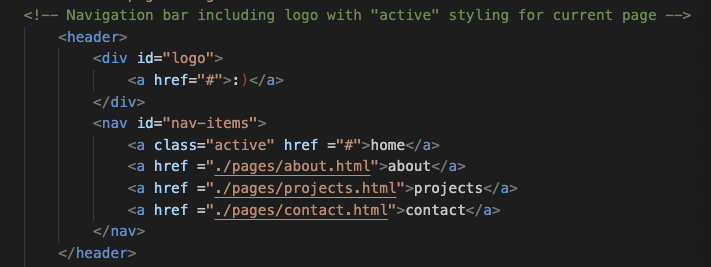 <!-- Navigation bar including logo with "active" styling for current page -->
<header>
<div id="logo">
<a href="#">:)</a>
</div>
<nav id="nav-items">
<a class="active" href ="#">home</a>
<a href ="./pages/about.html">about</a>
<a href ="./pages/projects.html">projects</a>
<a href ="./pages/contact.html">contact</a>
</nav>
</header>